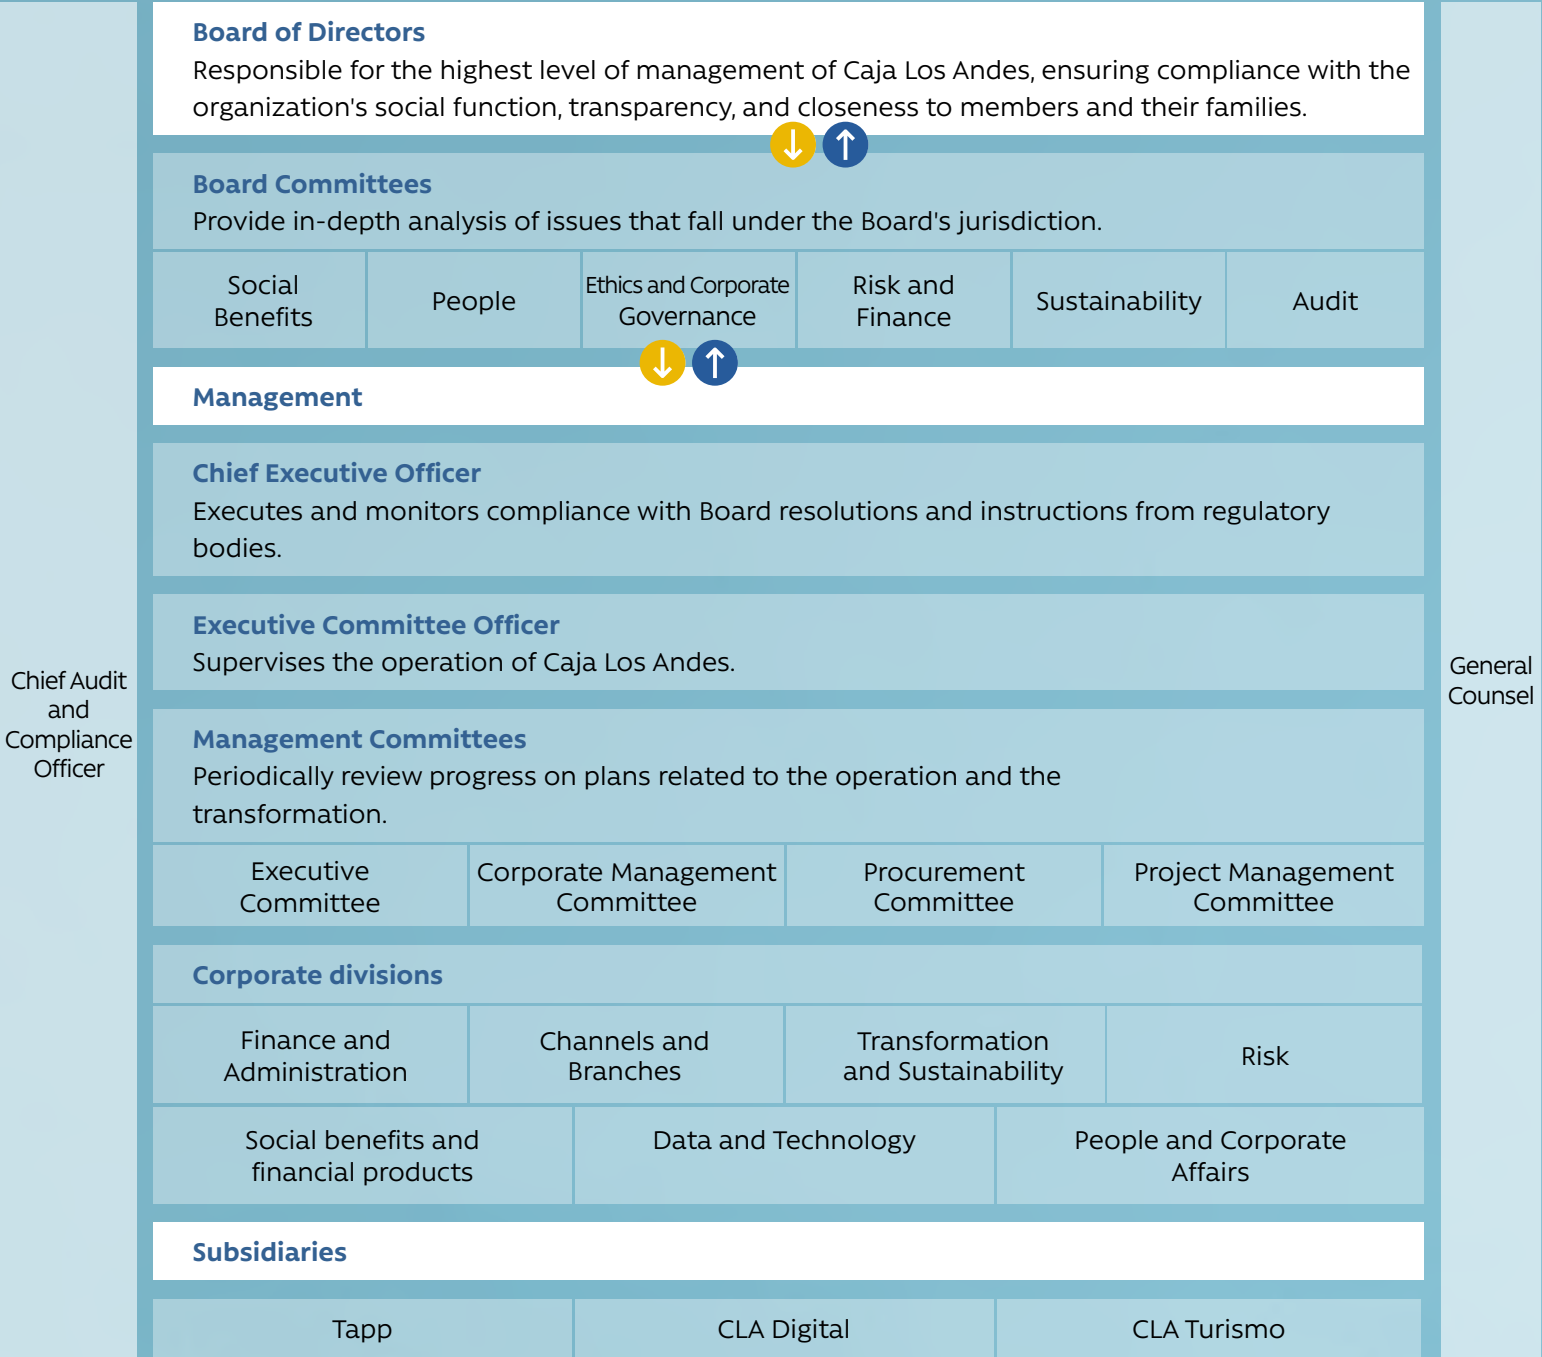 Board of Directors
Responsible for the highest level of management of Caja Los Andes, ensuring compliance with the
organization's social function, transparency, and closeness to members and their families.
Board Committees
Provide in-depth analysis of issues that fall under the Board's jurisdiction.
Social
Benefits
People
Ethics and Corporate
Governance
Risk and
Finance
Sustainability
Audit
Management
Chief Executive Officer
Executes and monitors compliance with Board resolutions and instructions from regulatory
bodies.
Executive Committee Officer
Supervises the operation of Caja Los Andes.
Chief Audit
and
Compliance
Officer
General
Counsel
Management Committees
Periodically review progress on plans related to the operation and the
transformation.
Executive
Committee
Corporate Management
Committee
Procurement
Committee
Project Management
Committee
Corporate divisions
Finance and
Administration
Channels and
Branches
Transformation
and Sustainability
Risk
Social benefits and
financial products
Data and Technology
People and Corporate
Affairs
Subsidiaries
Tapp
CLA Digital
CLA Turismo